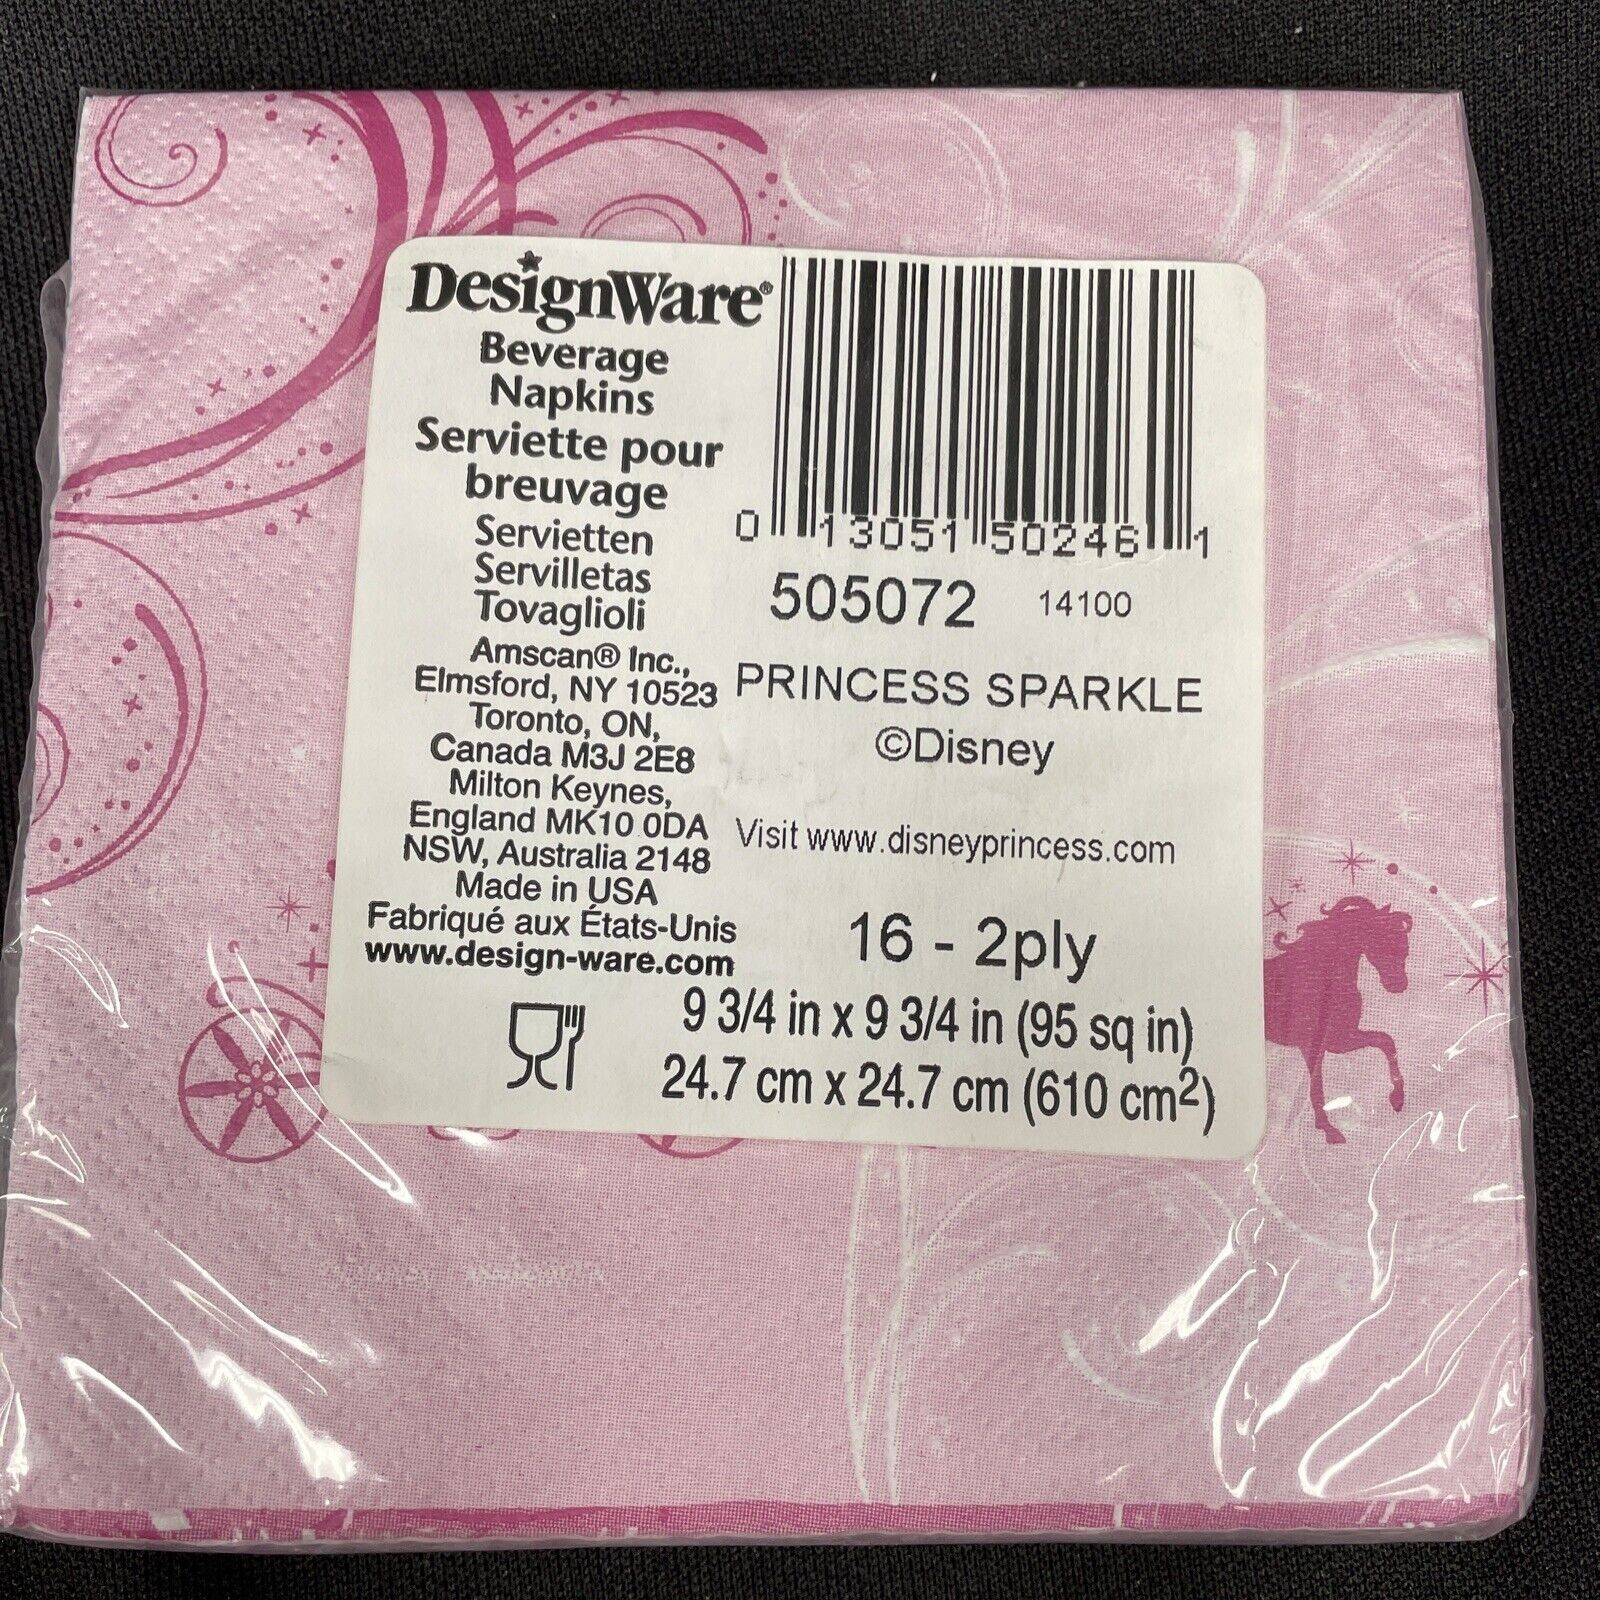 DesignWare®
Beverage
Napkins
Serviette pour
breuvage
Servietten
Servilletas
Tovaglioli
Amscan® Inc.,
Elmsford, NY 10523
Toronto, ON,
Canada M3J 2E8
Milton Keynes,
England MK10 0DA
NSW, Australia 2148
Made in USA
Fabriqué aux États-Unis
www.design-ware.com
0 13051 50246 1
505072 14100
PRINCESS SPARKLE
©Disney
Visit www.disneyprincess.com
16 - 2ply
9 3/4 in x 9 3/4 in (95 sq in)
24.7 cm x 24.7 cm (610 cm²)